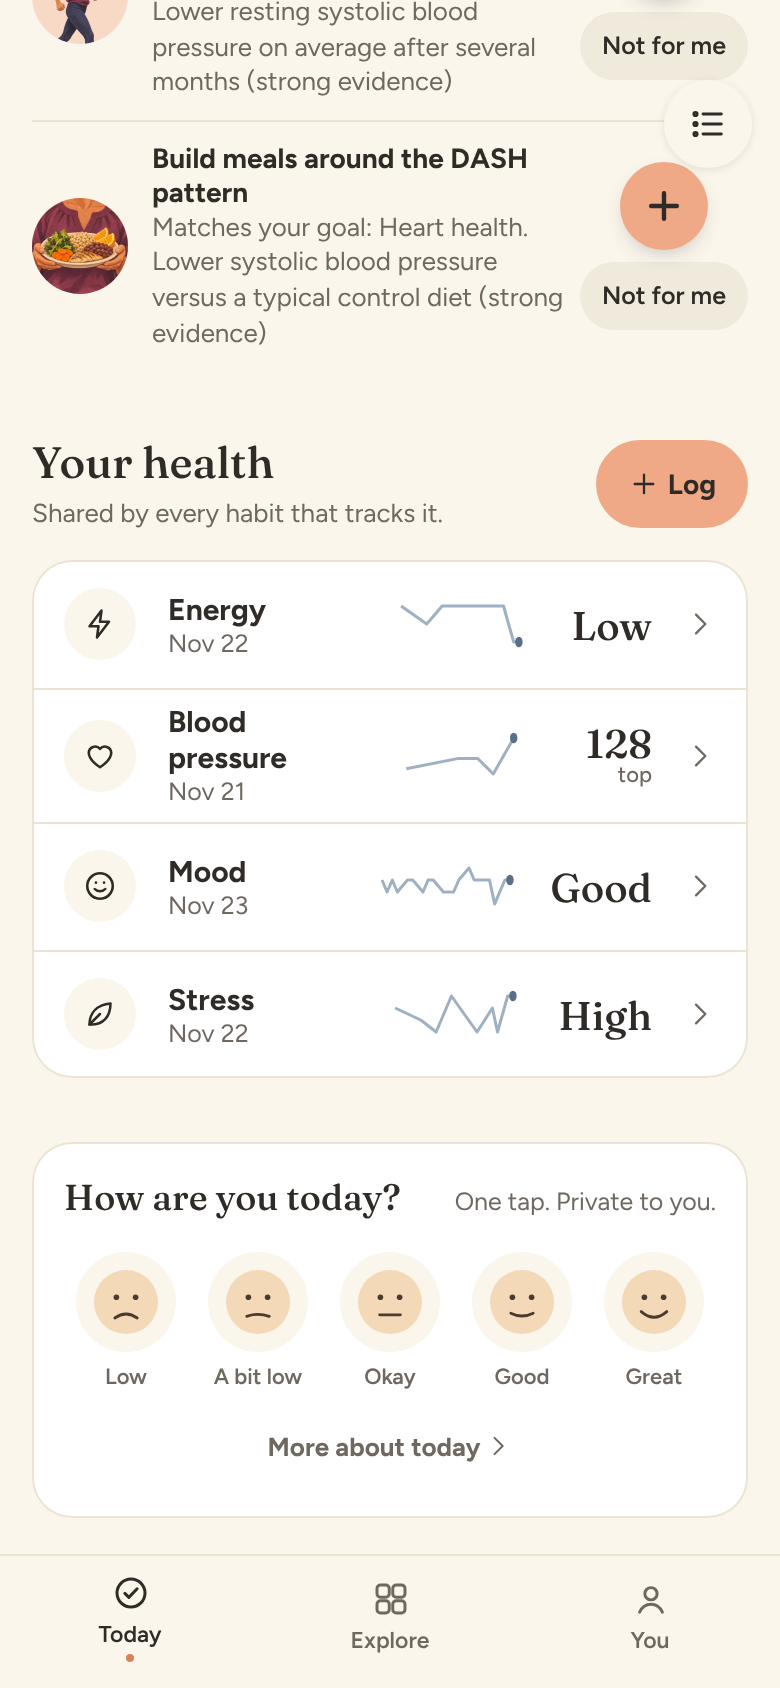 Lower resting systolic blood
pressure on average after several
months (strong evidence)
Not for me
Build meals around the DASH
pattern
Matches your goal: Heart health.
Lower systolic blood pressure
versus a typical control diet (strong
evidence)
Not for me
Your health
Shared by every habit that tracks it.
+ Log
Energy
Nov 22
Low
Blood
pressure
Nov 21
128
top
Mood
Nov 23
Good
Stress
Nov 22
High
How are you today?
One tap. Private to you.
Low
A bit low
Okay
Good
Great
More about today
Today
Explore
You